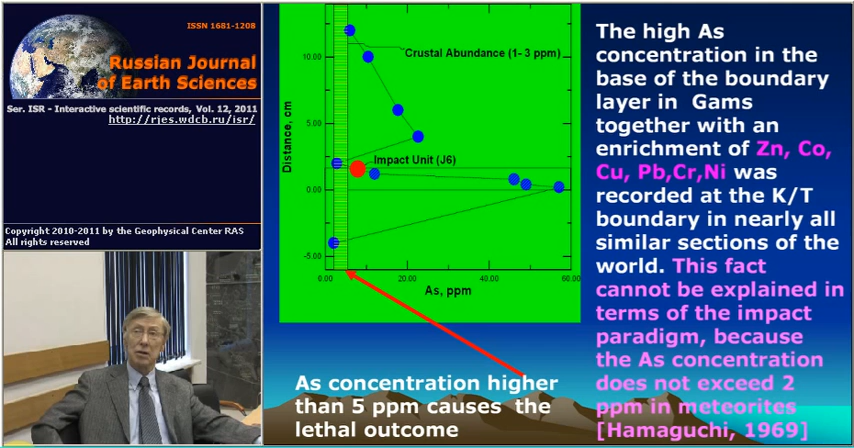 ISSN 1681-1208
Russian Journal
of Earth Sciences
Ser. ISR - Interactive scientific records, Vol. 12, 2011
http://rjes.wdcb.ru/isr/
Copyright 2010-2011 by the Geophysical Center RAS
All rights reserved
Distance, cm
10.00
5.00
0.00
-5.00
Crustal Abundance (1- 3 ppm)
Impact Unit (J6)
0.00
20.00
40.00
60.00
As, ppm
As concentration higher
than 5 ppm causes the
lethal outcome
The high As
concentration in the
base of the boundary
layer in Gams
together with an
enrichment of Zn, Co,
Cu, Pb,Cr,Ni was
recorded at the K/T
boundary in nearly all
similar sections of the
world. This fact
cannot be explained in
terms of the impact
paradigm, because
the As concentration
does not exceed 2
ppm in meteorites
[Hamaguchi, 1969]